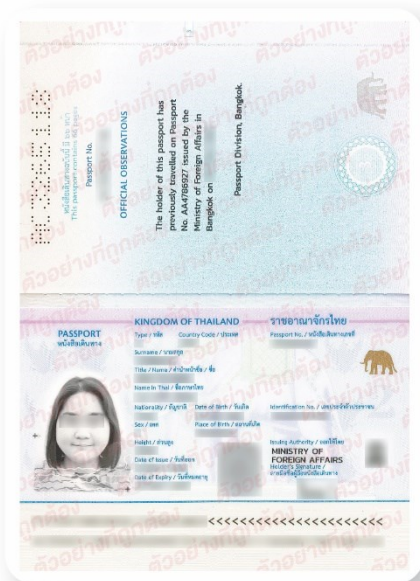 This passport contains
Passport No.
OFFICIAL OBSERVATIONS
The holder of this passport has
previously travelled on Passport
No. AA4786927 issued by the
Ministry of Foreign Affairs in
Bangkok on
Passport Division, Bangkok.
PASSPORT
หนังสือเดินทาง
KINGDOM OF THAILAND ราชอาณาจักรไทย
Type / รหัส Country Code / ประเทศ Passport No. / หนังสือเดินทางเลขที่
Surname / นามสกุล
Title / Name / คำนำหน้าชื่อ / ชื่อ
Name in Thai / ชื่อภาษาไทย
Nationality / สัญชาติ Date of Birth / วันเกิด Identification No. / เลขประจำตัวประชาชน
Sex / เพศ Place of Birth / สถานที่เกิด
Height / ส่วนสูง Issuing Authority / ออกให้โดย
MINISTRY OF
FOREIGN AFFAIRS
Date of Issue / วันที่ออก Holder's Signature /
Date of Expiry / วันที่หมดอายุ ลายมือชื่อผู้ถือหนังสือเดินทาง
<<<<<<<<<<<<<<<<<<<<<<<<
ตัวอย่างที่ถูกต้อง